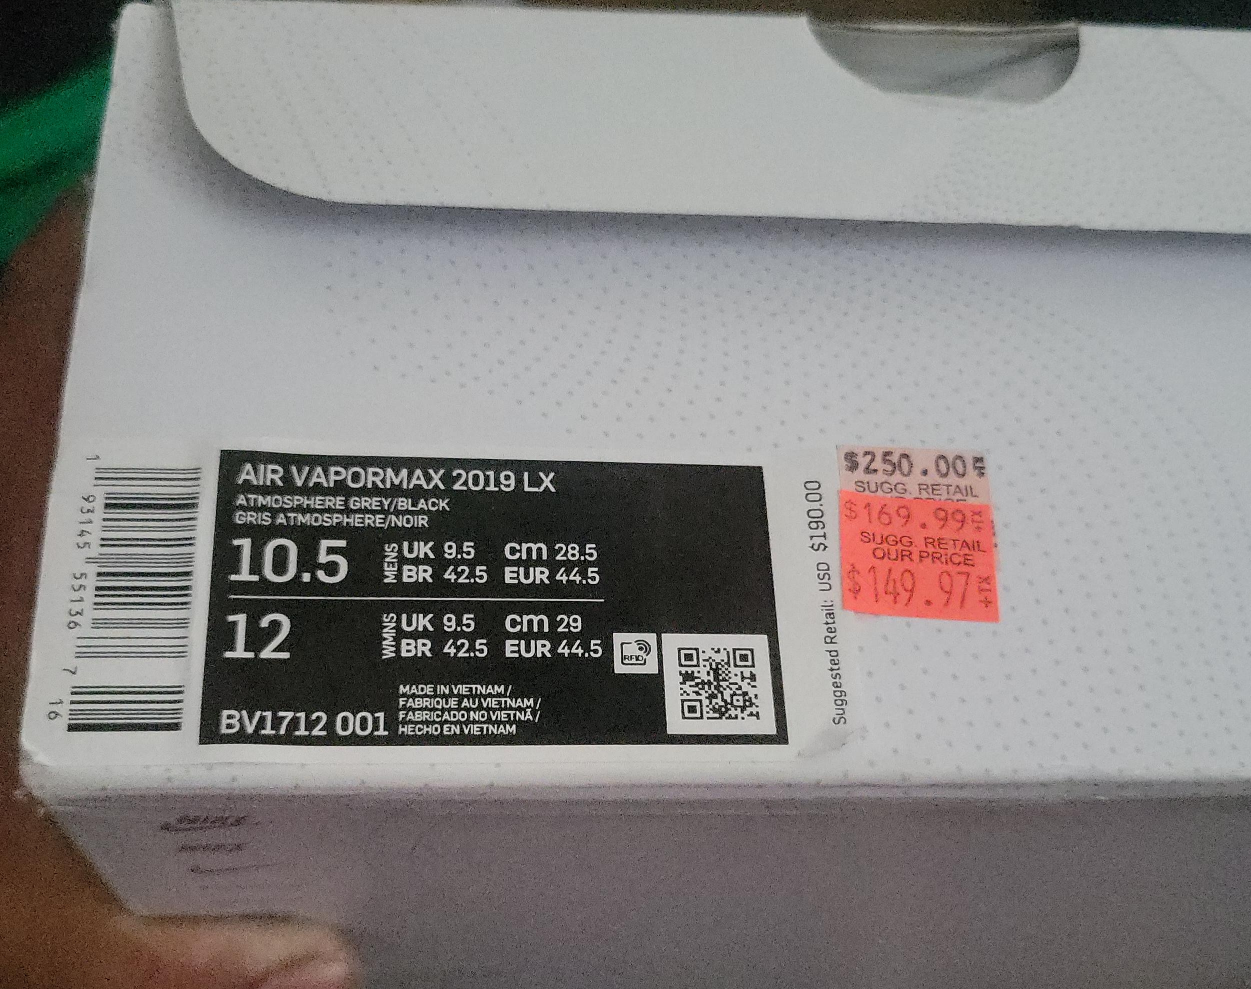 AIR VAPORMAX 2019 LX
ATMOSPHERE GREY/BLACK
GRIS ATMOSPHERE/NOIR
10.5
MENS
UK 9.5 cm 28.5
BR 42.5 EUR 44.5
12
WMNS
UK 9.5 cm 29
BR 42.5 EUR 44.5
RFID
BV1712 001
MADE IN VIETNAM /
FABRIQUE AU VIETNAM /
FABRICADO NO VIETNÃ /
HECHO EN VIETNAM
1 93145 55136 7 16
Suggested Retail: USD $190.00
$250.00
SUGG. RETAIL
$169.99
SUGG. RETAIL
OUR PRiCE
$149.97 +TX
NIKE